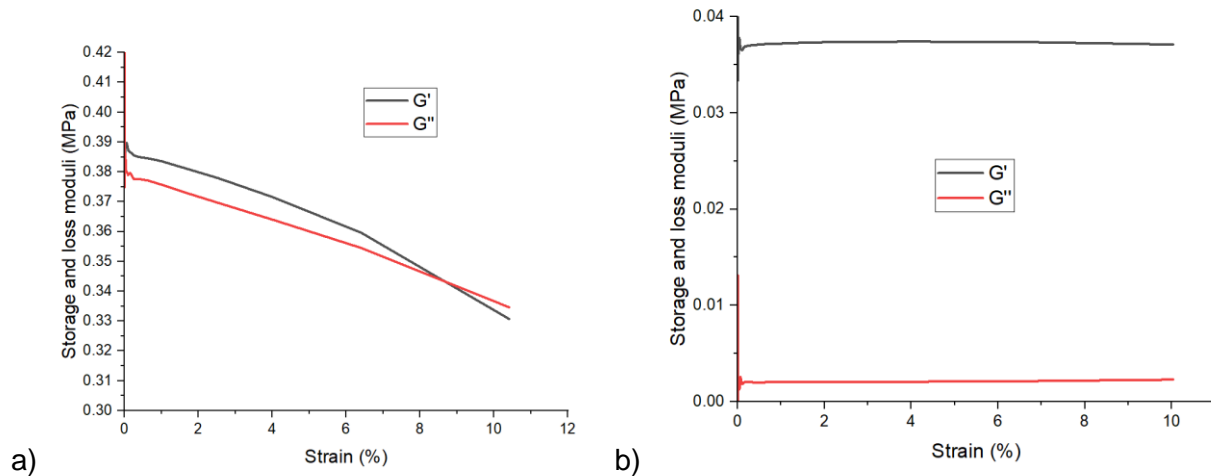 Storage and loss moduli (MPa)
0.42
0.41
0.40
0.39
0.38
0.37
0.36
0.35
0.34
0.33
0.32
0.31
0.30
G'
G''
0 2 4 6 8 10 12
Strain (%)
a)
Storage and loss moduli (MPa)
0.04
0.03
0.02
0.01
0.00
G'
G''
0 2 4 6 8 10
Strain (%)
b)